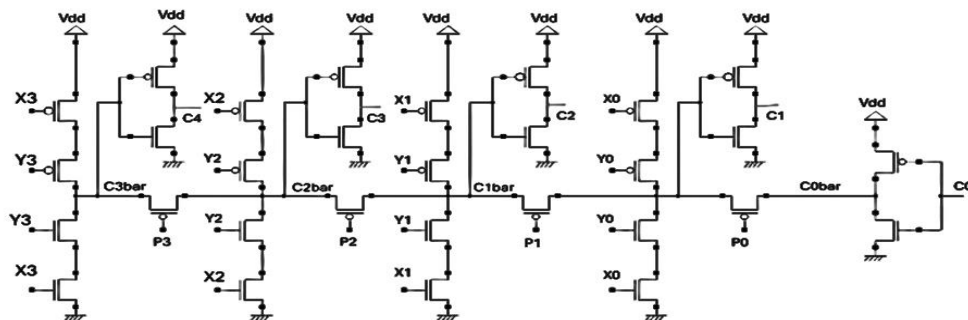 Vdd Vdd Vdd Vdd Vdd Vdd Vdd Vdd
Vdd
X3 C4 X2 C3 X1 C2 X0 C1
Y3 Y2 Y1 Y0
C3bar C2bar C1bar C0bar C0
P3 P2 P1 P0
Y3 Y2 Y1 Y0
X3 X2 X1 X0